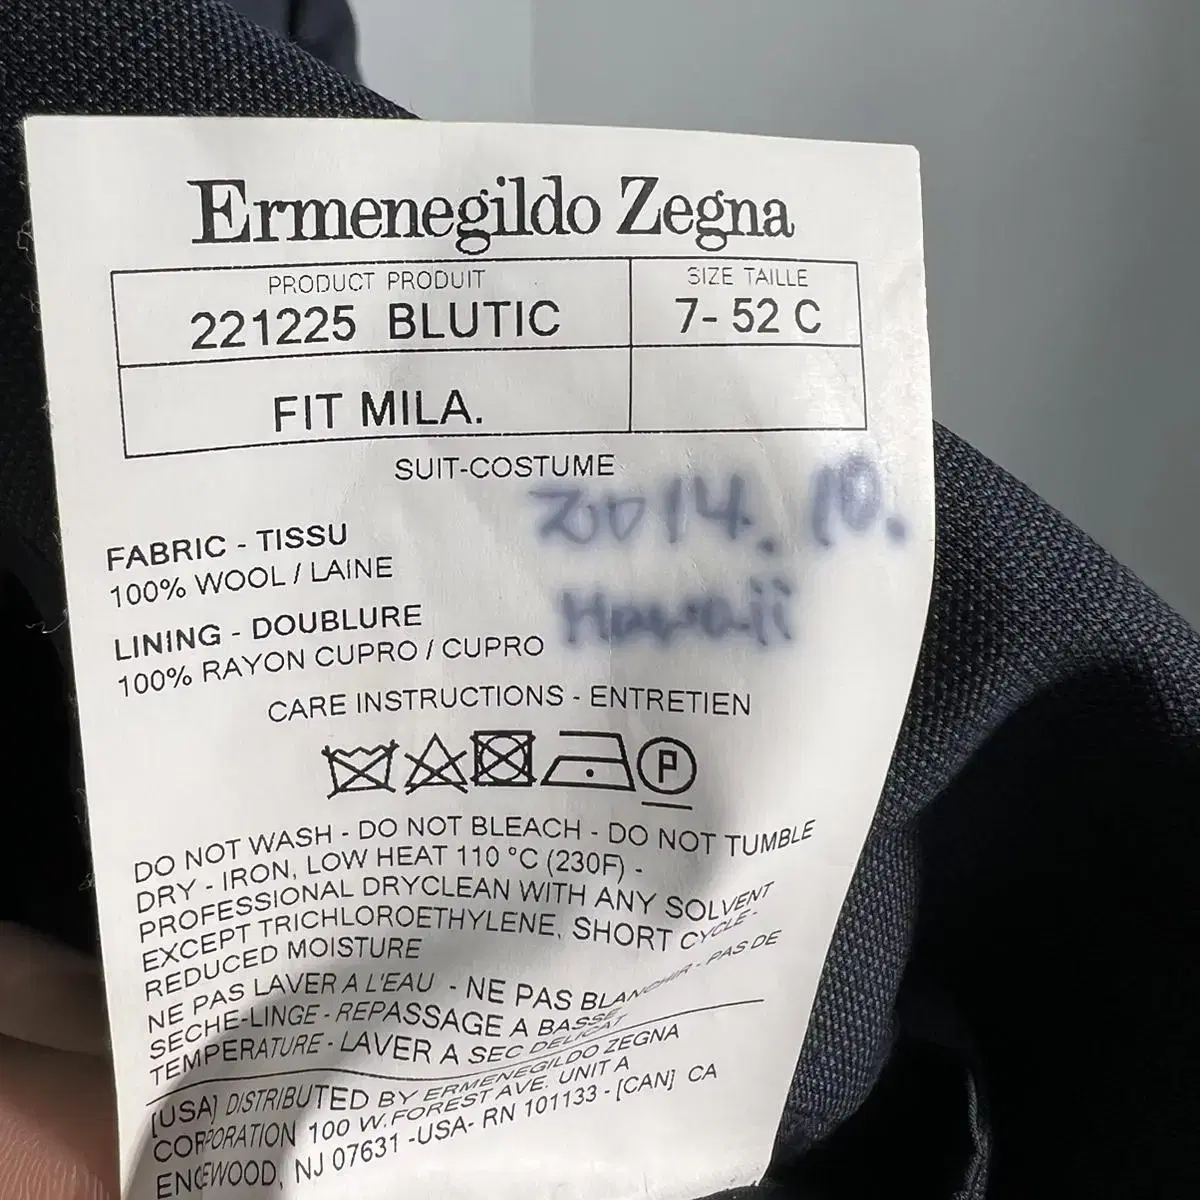 Ermenegildo Zegna
PRODUCT PRODUIT
SIZE TAILLE
221225 BLUTIC
7- 52 C
FIT MILA.
SUIT-COSTUME
2014. 10.
Hawaii
FABRIC - TISSU
100% WOOL / LAINE
LINING - DOUBLURE
100% RAYON CUPRO / CUPRO
CARE INSTRUCTIONS - ENTRETIEN
P
DO NOT WASH - DO NOT BLEACH - DO NOT TUMBLE
DRY - IRON, LOW HEAT 110 °C (230F) -
PROFESSIONAL DRYCLEAN WITH ANY SOLVENT
EXCEPT TRICHLOROETHYLENE, SHORT CYCLE -
REDUCED MOISTURE
NE PAS LAVER A L'EAU - NE PAS BLANCHIR - PAS DE
SECHE-LINGE - REPASSAGE A BASSE
TEMPERATURE - LAVER A SEC DELICAT
[USA] DISTRIBUTED BY ERMENEGILDO ZEGNA
CORPORATION 100 W.FOREST AVE. UNIT A
ENGEWOOD, NJ 07631 -USA- RN 101133 - [CAN] CA